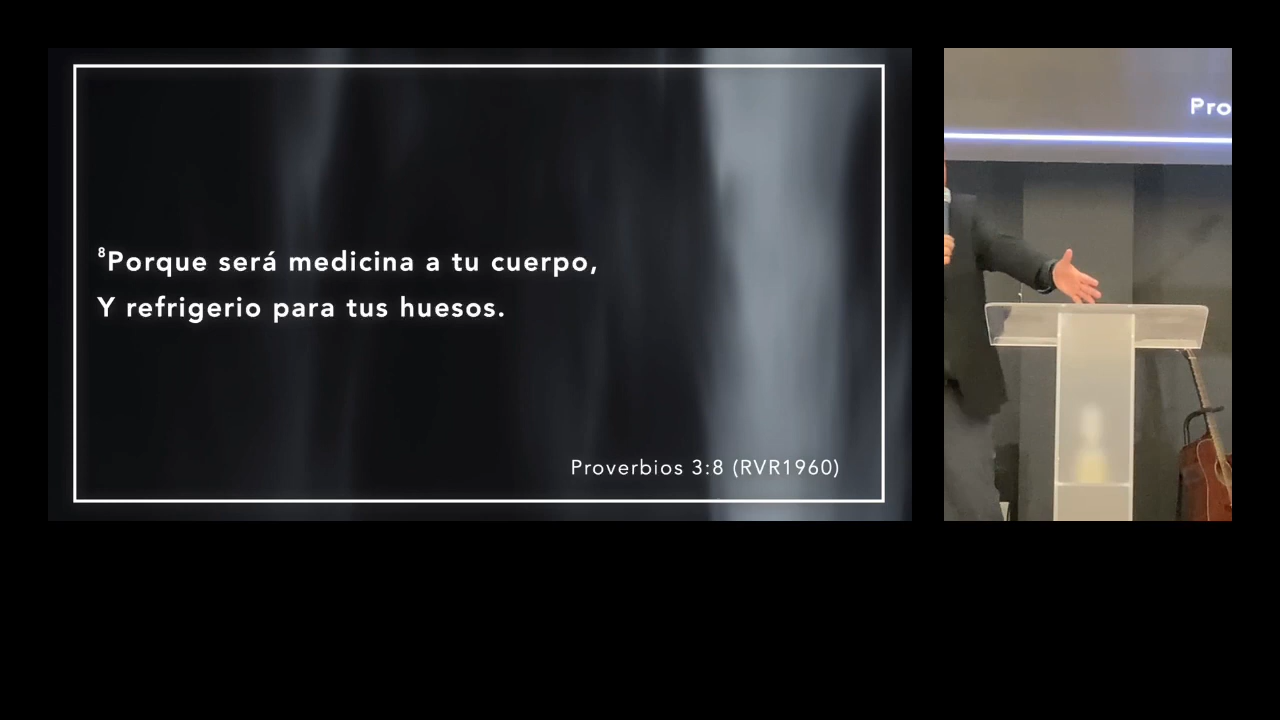 ⁸Porque será medicina a tu cuerpo,
Y refrigerio para tus huesos.
Proverbios 3:8 (RVR1960)
Pro